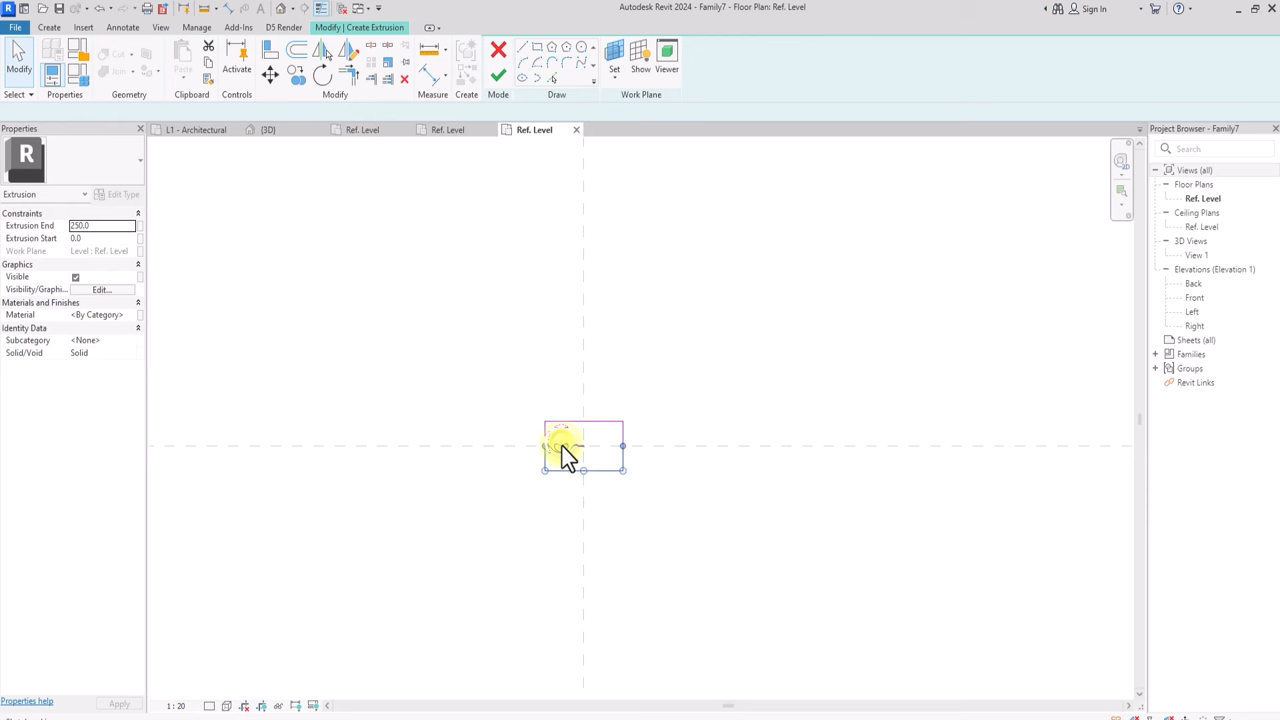 Autodesk Revit 2024 - Family7 - Floor Plan: Ref. Level
Sign In
File
Create
Insert
Annotate
View
Manage
Add-Ins
D5 Render
Modify | Create Extrusion
Modify
Cut
Join
Paste
Activate
Set
Show
Viewer
Select
Properties
Geometry
Clipboard
Controls
Modify
Measure
Create
Mode
Draw
Work Plane
Properties
L1 - Architectural
(3D)
Ref. Level
Ref. Level
Ref. Level
Project Browser - Family7
R
Search
Extrusion
Edit Type
Constraints
Extrusion End 250.0
Extrusion Start 0.0
Work Plane Level : Ref. Level
Graphics
Visible
Visibility/Graphi... Edit...
Materials and Finishes
Material <By Category>
Identity Data
Subcategory <None>
Solid/Void Solid
Views (all)
Floor Plans
Ref. Level
Ceiling Plans
Ref. Level
3D Views
View 1
Elevations (Elevation 1)
Back
Front
Left
Right
Sheets (all)
Families
Groups
Revit Links
Properties help
Apply
1 : 20